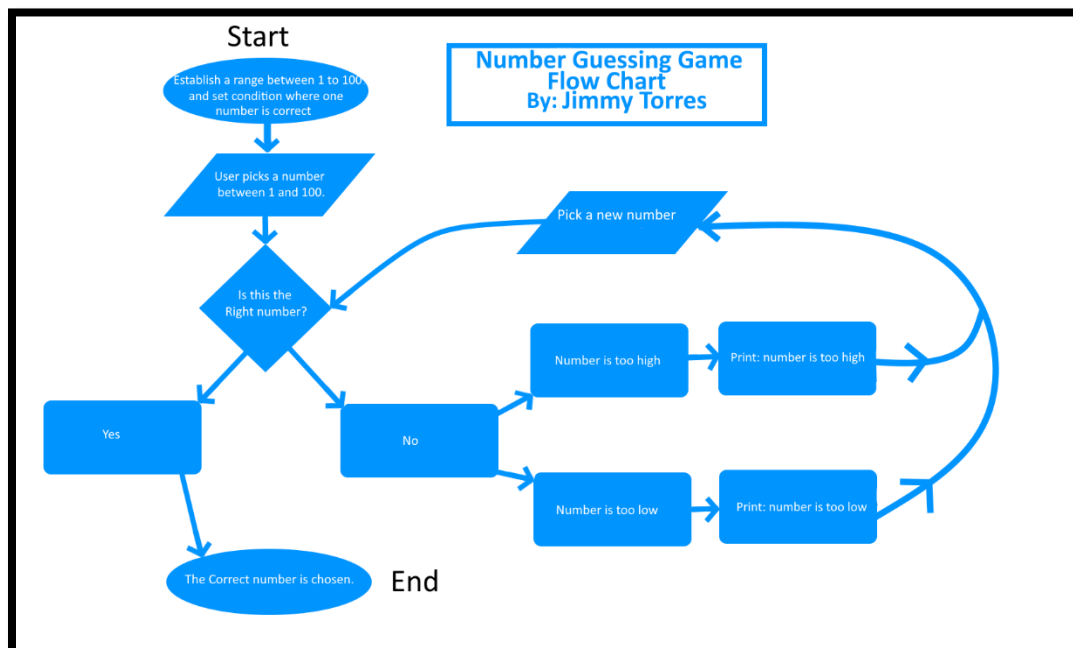 Start
Number Guessing Game
Flow Chart
By: Jimmy Torres
Establish a range between 1 to 100
and set condition where one
number is correct
User picks a number
between 1 and 100.
Pick a new number
Is this the
Right number?
Number is too high
Print: number is too high
Yes
No
Number is too low
Print: number is too low
The Correct number is chosen.
End